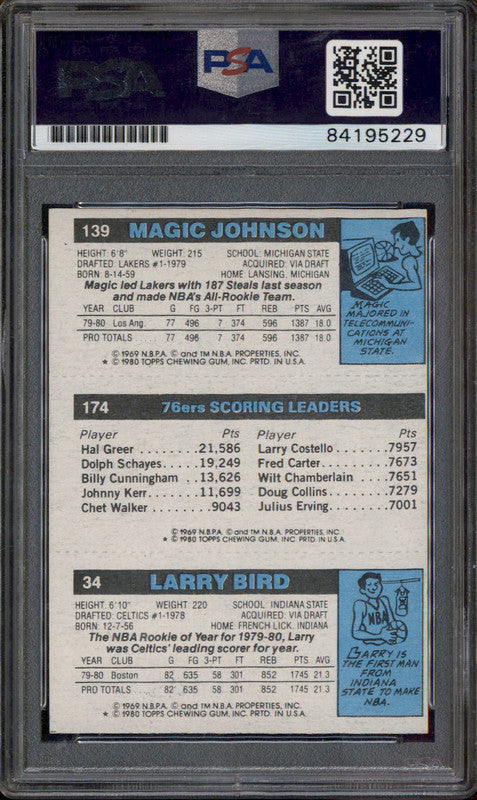 PSA
PSA
84195229
139 MAGIC JOHNSON
HEIGHT: 6'8" WEIGHT: 215 SCHOOL: MICHIGAN STATE
DRAFTED: LAKERS #1-1979 ACQUIRED: VIA DRAFT
BORN: 8-14-59 HOME: LANSING, MICHIGAN
Magic led Lakers with 187 Steals last season
and made NBA's All-Rookie Team.
YEAR CLUB G FG 3-PT FT REB PTS AVG
79-80 Los Ang. 77 496 7 374 596 1387 18.0
PRO TOTALS 77 496 7 374 596 1387 18.0
© 1969 N.B.P.A. © and TM N.B.A. PROPERTIES, INC.
* © 1980 TOPPS CHEWING GUM, INC. PRTD. IN U.S.A.
MAGIC
MAJORED IN
TELECOMMUNI-
CATIONS AT
MICHIGAN
STATE.
174 76ers SCORING LEADERS
Player Pts Player Pts
Hal Greer ........ 21,586 Larry Costello ..... 7957
Dolph Schayes ..... 19,249 Fred Carter ........ 7673
Billy Cunningham .. 13,626 Wilt Chamberlain ... 7651
Johnny Kerr ....... 11,699 Doug Collins ....... 7279
Chet Walker ....... 9043 Julius Erving ...... 7001
© 1969 N.B.P.A. © and TM N.B.A. PROPERTIES, INC.
* © 1980 TOPPS CHEWING GUM, INC. PRTD. IN U.S.A.
34 LARRY BIRD
HEIGHT: 6'10" WEIGHT: 220 SCHOOL: INDIANA STATE
DRAFTED: CELTICS #1-1978 ACQUIRED: VIA DRAFT
BORN: 12-7-56 HOME: FRENCH LICK, INDIANA
The NBA Rookie of Year for 1979-80, Larry
was Celtics' leading scorer for year.
YEAR CLUB G FG 3-PT FT REB PTS AVG
79-80 Boston 82 635 58 301 852 1745 21.3
PRO TOTALS 82 635 58 301 852 1745 21.3
© 1969 N.B.P.A. © and TM N.B.A. PROPERTIES, INC.
* © 1980 TOPPS CHEWING GUM, INC. PRTD. IN U.S.A.
NBA
LARRY IS
THE FIRST MAN
FROM
INDIANA
STATE TO MAKE
NBA.